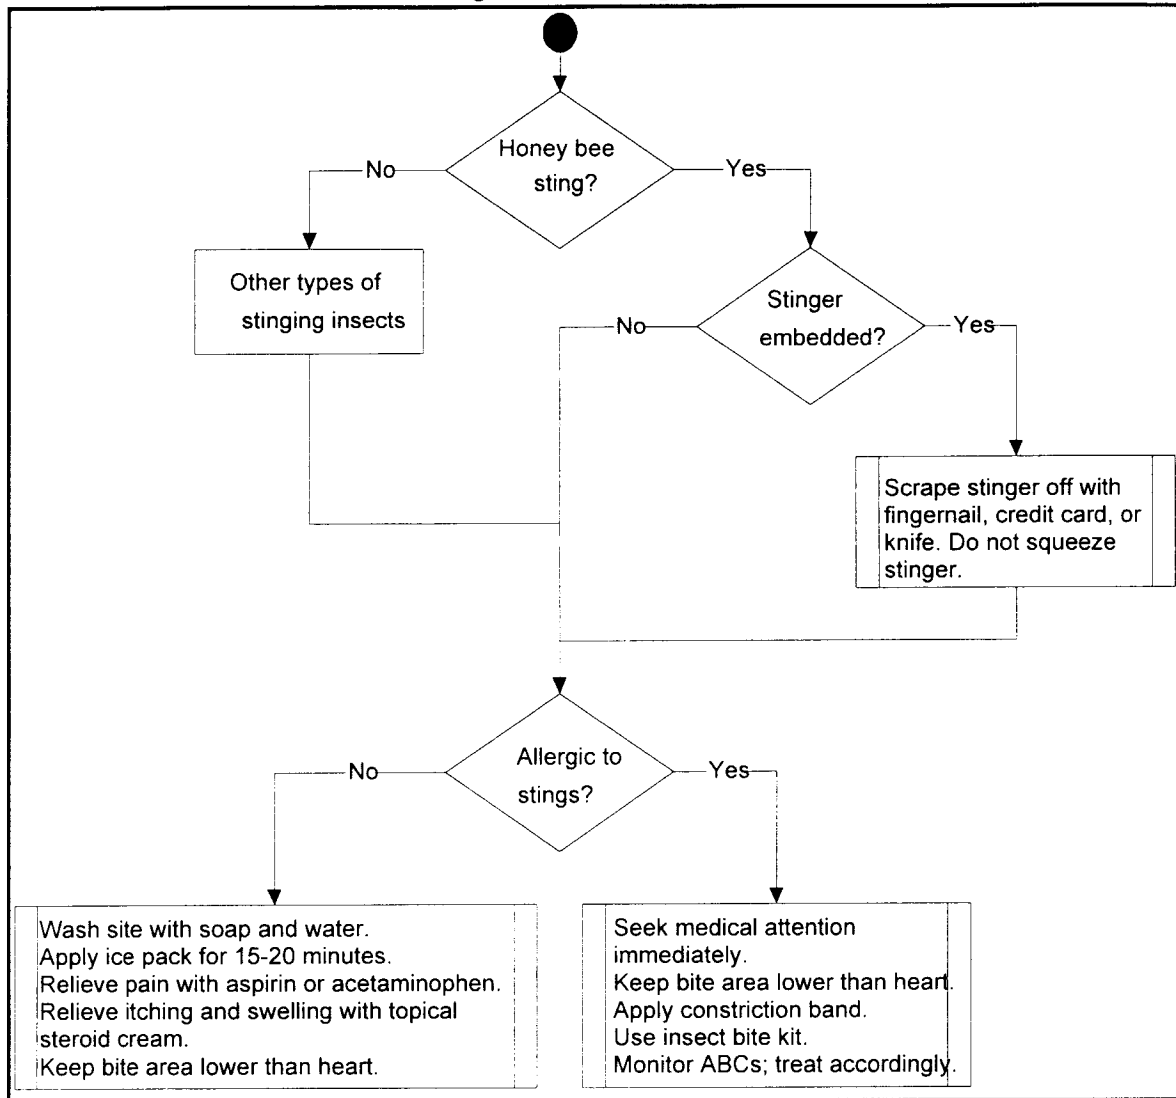 Honey bee
sting?
No
Yes
Other types of
stinging insects
Stinger
embedded?
No
Yes
Scrape stinger off with
fingernail, credit card, or
knife. Do not squeeze
stinger.
Allergic to
stings?
No
Yes
Wash site with soap and water.
Apply ice pack for 15-20 minutes.
Relieve pain with aspirin or acetaminophen.
Relieve itching and swelling with topical
steroid cream.
Keep bite area lower than heart.
Seek medical attention
immediately.
Keep bite area lower than heart.
Apply constriction band.
Use insect bite kit.
Monitor ABCs; treat accordingly.